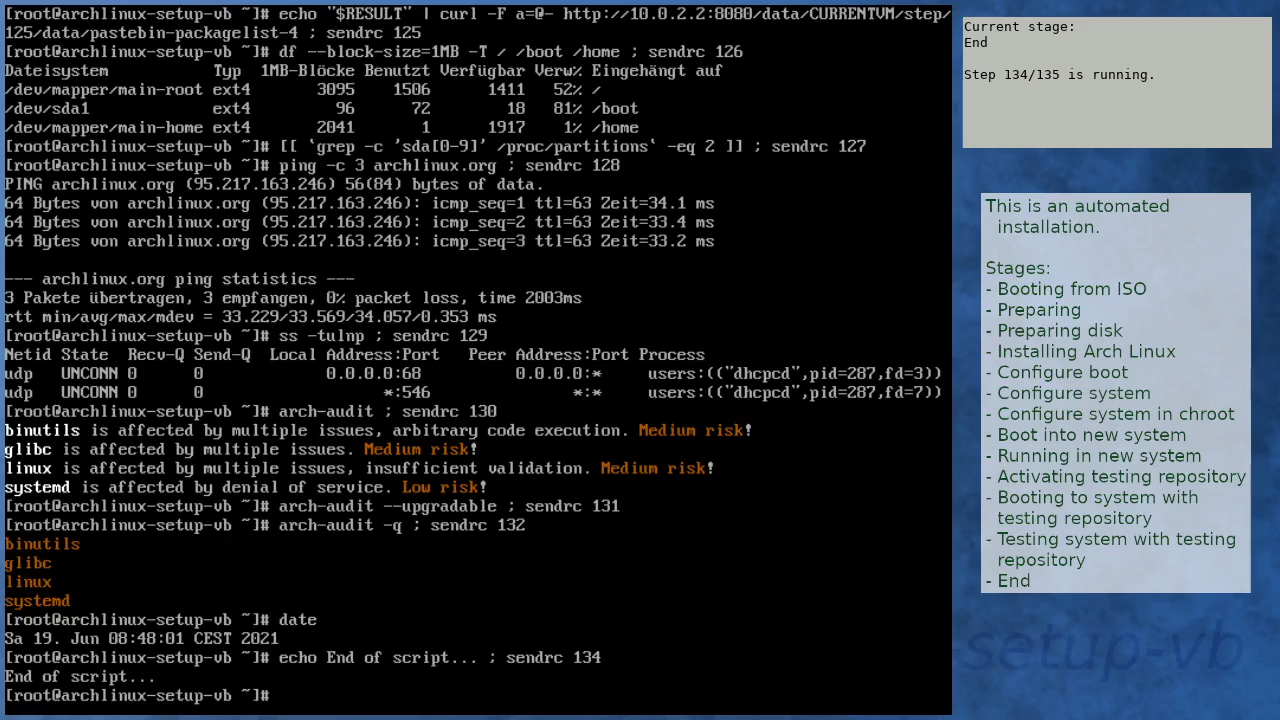 [root@archlinux-setup-vb ~]# echo "$RESULT" | curl -F a=@- http://10.0.2.2:8080/data/CURRENTVM/step/
125/data/pastebin-packagelist-4 ; sendrc 125
[root@archlinux-setup-vb ~]# df --block-size=1MB -T / /boot /home ; sendrc 126
Dateisystem           Typ  1MB-Blöcke Benutzt Verfügbar Verw% Eingehängt auf
/dev/mapper/main-root ext4       3095    1506      1411   52% /
/dev/sda1             ext4         96      72        18   81% /boot
/dev/mapper/main-home ext4       2041       1      1917    1% /home
[root@archlinux-setup-vb ~]# [[ `grep -c 'sda[0-9]' /proc/partitions` -eq 2 ]] ; sendrc 127
[root@archlinux-setup-vb ~]# ping -c 3 archlinux.org ; sendrc 128
PING archlinux.org (95.217.163.246) 56(84) bytes of data.
64 Bytes von archlinux.org (95.217.163.246): icmp_seq=1 ttl=63 Zeit=34.1 ms
64 Bytes von archlinux.org (95.217.163.246): icmp_seq=2 ttl=63 Zeit=33.4 ms
64 Bytes von archlinux.org (95.217.163.246): icmp_seq=3 ttl=63 Zeit=33.2 ms
--- archlinux.org ping statistics ---
3 Pakete übertragen, 3 empfangen, 0% packet loss, time 2003ms
rtt min/avg/max/mdev = 33.229/33.569/34.057/0.353 ms
[root@archlinux-setup-vb ~]# ss -tulnp ; sendrc 129
Netid State  Recv-Q Send-Q  Local Address:Port   Peer Address:Port Process
udp   UNCONN 0      0             0.0.0.0:68          0.0.0.0:*     users:(("dhcpcd",pid=287,fd=3))
udp   UNCONN 0      0                   *:546               *:*     users:(("dhcpcd",pid=287,fd=7))
[root@archlinux-setup-vb ~]# arch-audit ; sendrc 130
binutils is affected by multiple issues, arbitrary code execution. Medium risk!
glibc is affected by multiple issues. Medium risk!
linux is affected by multiple issues, insufficient validation. Medium risk!
systemd is affected by denial of service. Low risk!
[root@archlinux-setup-vb ~]# arch-audit --upgradable ; sendrc 131
[root@archlinux-setup-vb ~]# arch-audit -q ; sendrc 132
binutils
glibc
linux
systemd
[root@archlinux-setup-vb ~]# date
Sa 19. Jun 08:48:01 CEST 2021
[root@archlinux-setup-vb ~]# echo End of script... ; sendrc 134
End of script...
[root@archlinux-setup-vb ~]#
Current stage:
End
Step 134/135 is running.
This is an automated
installation.
Stages:
- Booting from ISO
- Preparing
- Preparing disk
- Installing Arch Linux
- Configure boot
- Configure system
- Configure system in chroot
- Boot into new system
- Running in new system
- Activating testing repository
- Booting to system with
testing repository
- Testing system with testing
repository
- End
setup-vb